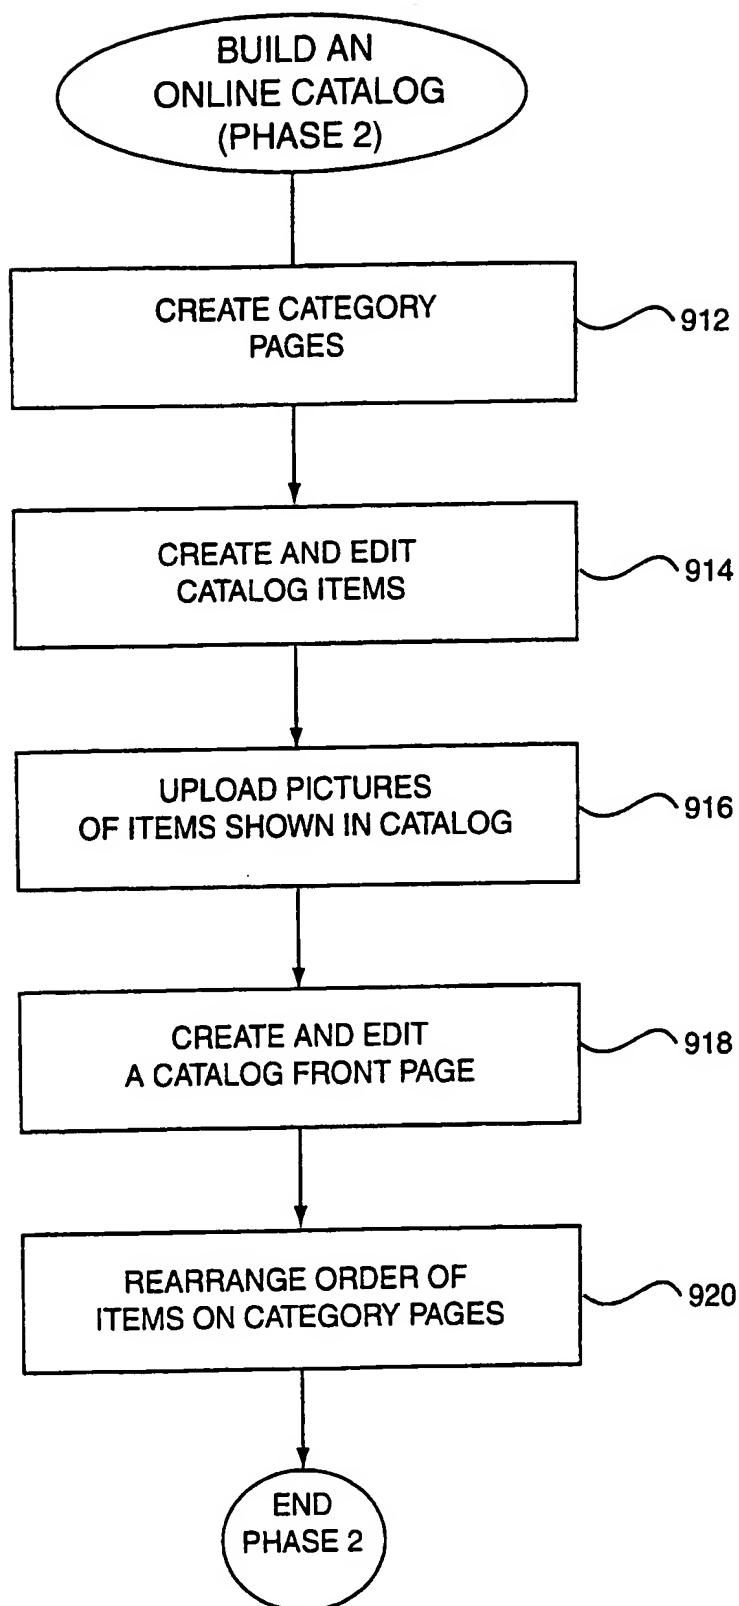 BUILD AN
ONLINE CATALOG
(PHASE 2)
CREATE CATEGORY
PAGES
912
CREATE AND EDIT
CATALOG ITEMS
914
UPLOAD PICTURES
OF ITEMS SHOWN IN CATALOG
916
CREATE AND EDIT
A CATALOG FRONT PAGE
918
REARRANGE ORDER OF
ITEMS ON CATEGORY PAGES
920
END
PHASE 2